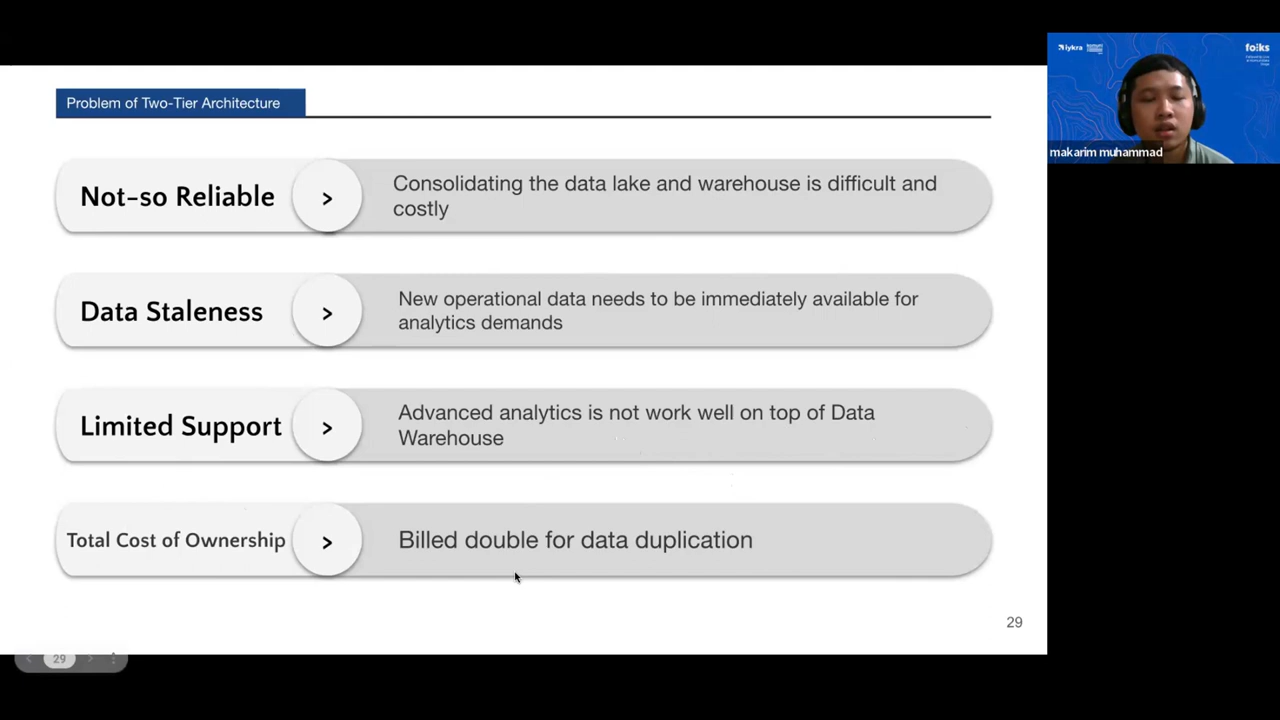 Problem of Two-Tier Architecture
Not-so Reliable
>
Consolidating the data lake and warehouse is difficult and
costly
Data Staleness
>
New operational data needs to be immediately available for
analytics demands
Limited Support
>
Advanced analytics is not work well on top of Data
Warehouse
Total Cost of Ownership
>
Billed double for data duplication
29
29
iykra
fo:ks
makarim muhammad